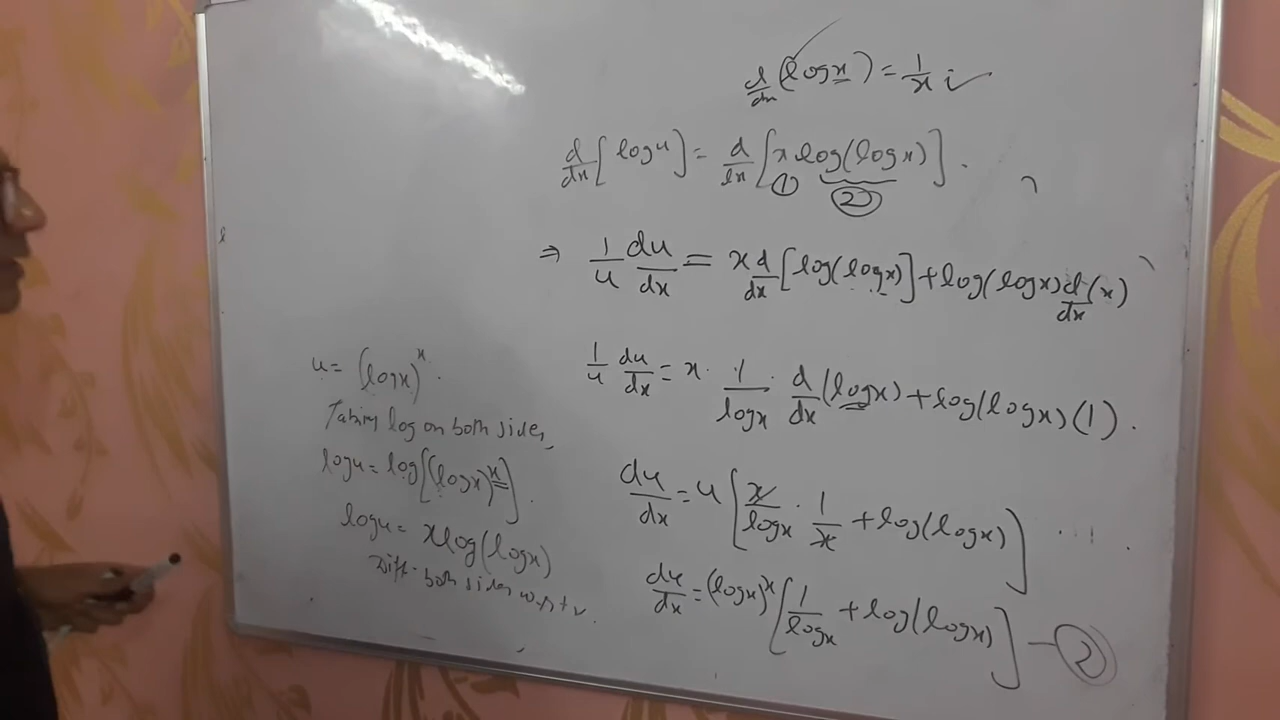 u = (log x)^x .
Taking log on both sides,
log u = log[(log x)^x] .
log u = x log(log x)
Diff. both sides w.r.t x.
d/dx (log x) = 1/x ;
d/dx [log u] = d/dx [x log(log x)] .
① ②
⇒ 1/u du/dx = x d/dx [log(log x)] + log(log x) d/dx (x)
1/u du/dx = x · 1/log x · d/dx (log x) + log(log x) (1) .
du/dx = u [x/log x · 1/x + log(log x)]
du/dx = (log x)^x [1/log x + log(log x)] — ②